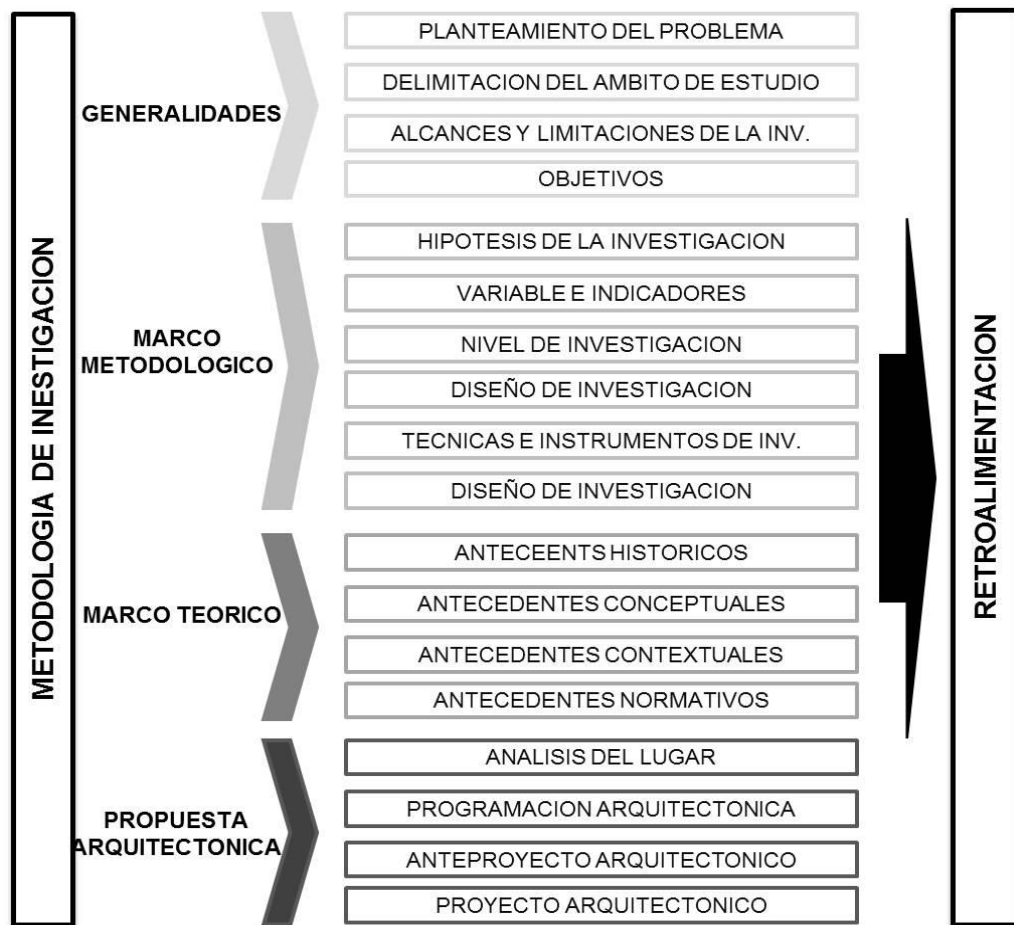 METODOLOGIA DE INESTIGACION
GENERALIDADES
PLANTEAMIENTO DEL PROBLEMA
DELIMITACION DEL AMBITO DE ESTUDIO
ALCANCES Y LIMITACIONES DE LA INV.
OBJETIVOS
MARCO
METODOLOGICO
HIPOTESIS DE LA INVESTIGACION
VARIABLE E INDICADORES
NIVEL DE INVESTIGACION
DISEÑO DE INVESTIGACION
TECNICAS E INSTRUMENTOS DE INV.
DISEÑO DE INVESTIGACION
MARCO TEORICO
ANTECEENTS HISTORICOS
ANTECEDENTES CONCEPTUALES
ANTECEDENTES CONTEXTUALES
ANTECEDENTES NORMATIVOS
PROPUESTA
ARQUITECTONICA
ANALISIS DEL LUGAR
PROGRAMACION ARQUITECTONICA
ANTEPROYECTO ARQUITECTONICO
PROYECTO ARQUITECTONICO
RETROALIMENTACION